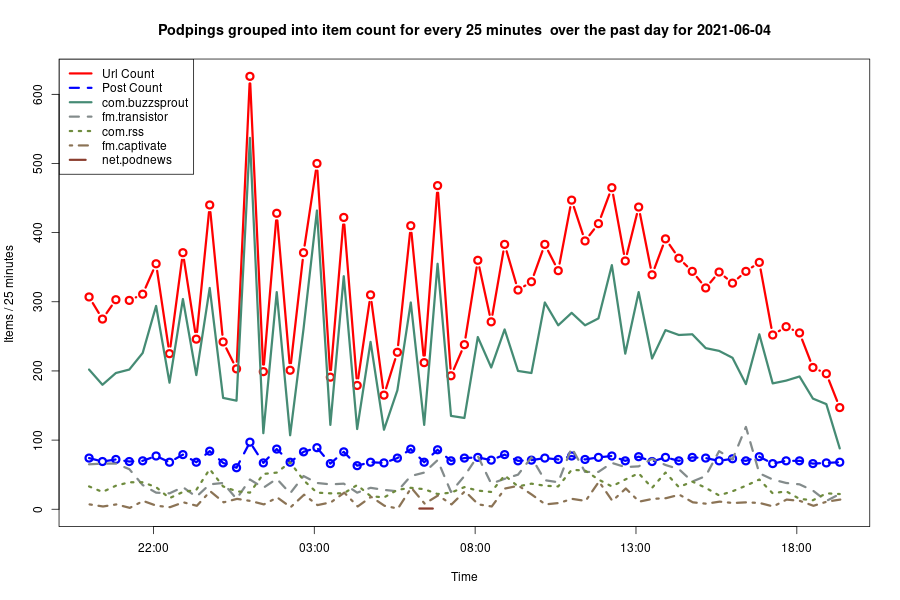 Podpings grouped into item count for every 25 minutes  over the past day for 2021-06-04
Url Count
Post Count
com.buzzsprout
fm.transistor
com.rss
fm.captivate
net.podnews
Items / 25 minutes
600
500
400
300
200
100
0
22:00
03:00
08:00
13:00
18:00
Time